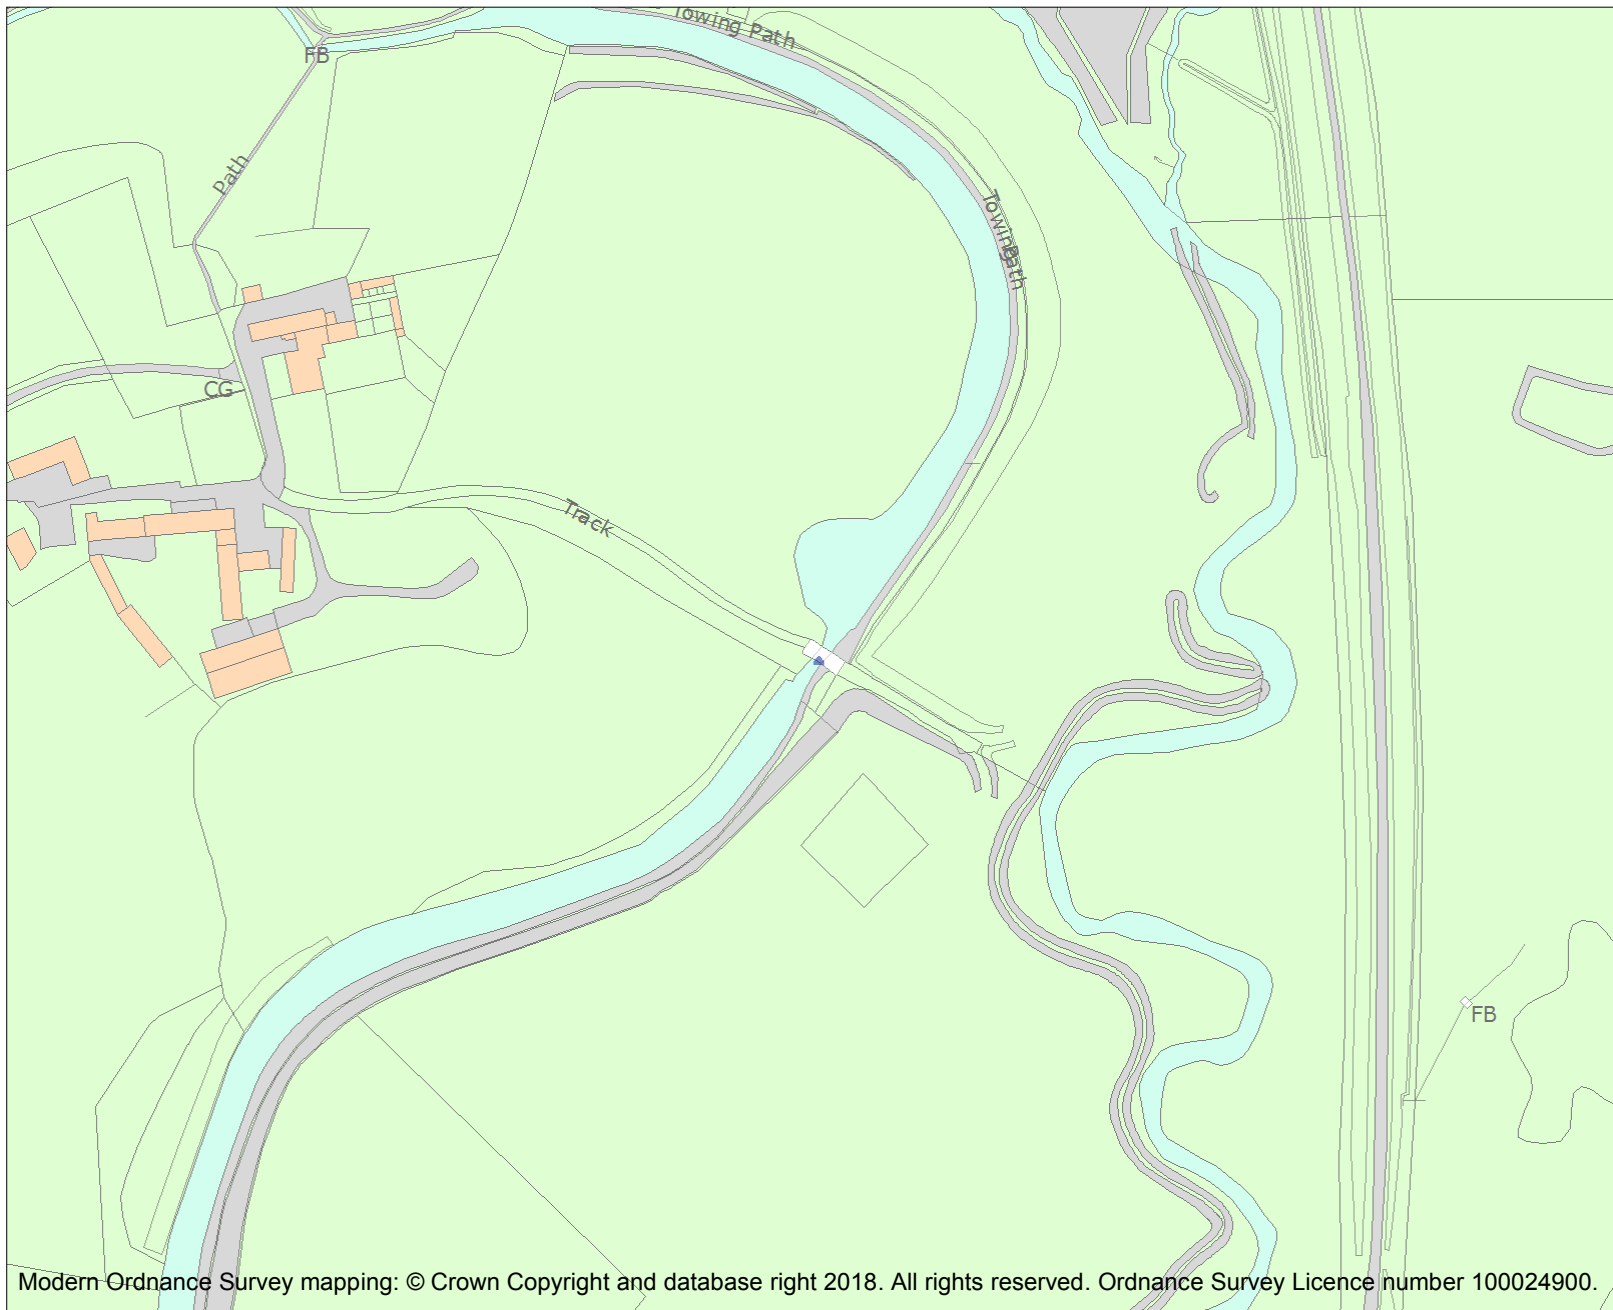 Towing Path
FB
Path
Towing
Path
CG
Track
FB
Modern Ordnance Survey mapping: © Crown Copyright and database right 2018. All rights reserved. Ordnance Survey Licence number 100024900.